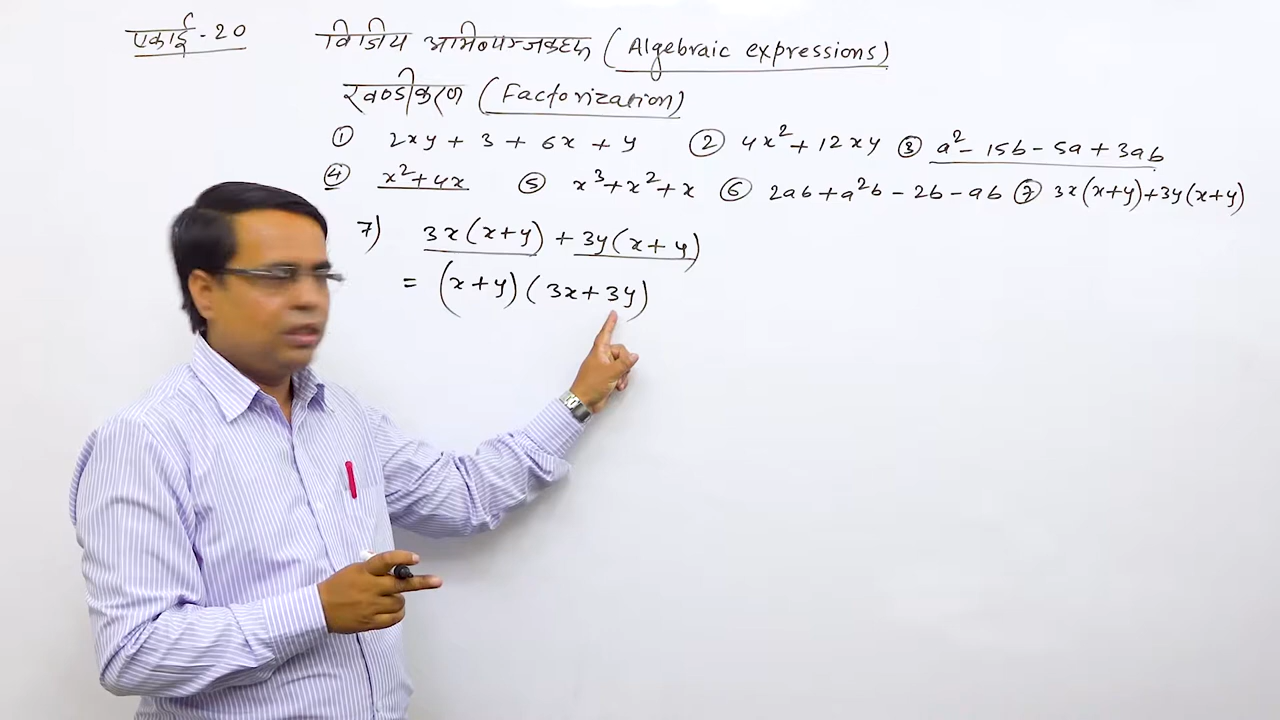 एकाई - 20 विजिय अभिव्यन्जकहरू (Algebraic expressions)
खण्डीकरण (Factorization)
① 2xy + 3 + 6x + y ② 4x² + 12xy ③ a² - 15b - 5a + 3ab
④ x² + 4x ⑤ x³ + x² + x ⑥ 2ab + a²b - 2b - ab ⑦ 3x(x+y) + 3y(x+y)
7) 3x(x+y) + 3y(x+y)
= (x+y)(3x+3y)